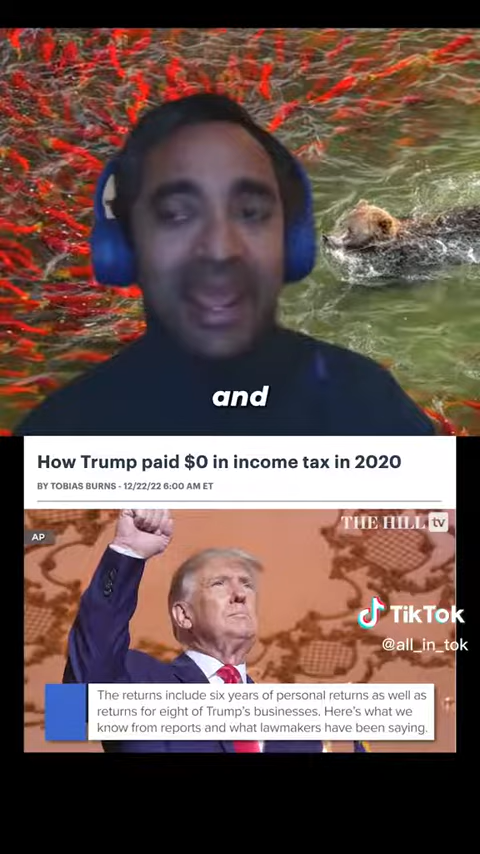 and
How Trump paid $0 in income tax in 2020
BY TOBIAS BURNS - 12/22/22 6:00 AM ET
THE HILL tv
AP
TikTok
@all_in_tok
The returns include six years of personal returns as well as
returns for eight of Trump's businesses. Here's what we
know from reports and what lawmakers have been saying.